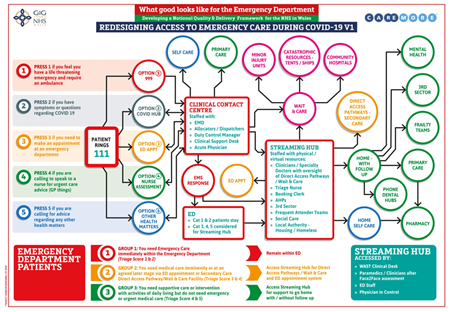 GIG
NHS
What good looks like for the Emergency Department
Developing a National Quality & Delivery Framework for the NHS in Wales
REDESIGNING ACCESS TO EMERGENCY CARE DURING COVID-19 V1
CAREMORE
1 PRESS 1 if you feel you
have a life threatening
emergency and require
an ambulance
2 PRESS 2 if you have
symptoms or questions
regarding COVID 19
3 PRESS 3 if you need to
make an appointment at
an emergency
department
4 PRESS 4 if you are
calling to speak to a
nurse for urgent care
advice (GP things)
5 PRESS 5 if you are
calling for advice
regarding any other
health matters
PATIENT
RINGS
111
OPTION 1
999
OPTION 2
COVID HUB
OPTION 3
ED APPT
OPTION 4
NURSE
ASSESSMENT
OPTION 5
OTHER
HEALTH
MATTERS
SELF CARE
PRIMARY
CARE
CLINICAL CONTACT
CENTRE
Staffed with:
• EMD
• Allocators / Dispatchers
• Duty Control Manager
• Clinical Support Desk
• Acute Physician
EMS
RESPONSE
ED APPT
ED
• Cat 1 & 2 patients stay
• Cat 3, 4, 5 considered
for Streaming Hub
MINOR
INJURY
UNITS
CATASTROPHIC
RESOURCES -
TENTS / SHIPS
COMMUNITY
HOSPITALS
WAIT &
CARE
DIRECT
ACCESS
PATHWAYS -
SECONDARY
CARE
STREAMING HUB
Staffed with physical /
virtual resources:
• Clinicians / Specialty
Doctors with oversight
of Direct Access Pathways
/ Wait & Care
• Triage Nurse
• Booking Clerk
• AHPs
• 3rd Sector
• Frequent Attender Teams
• Social Care
• Local Authority -
Housing / Homeless
HOME -
WITH
FOLLOW UP
HOME
SELF CARE
MENTAL
HEALTH
3RD
SECTOR
FRAILTY
TEAMS
PRIMARY
CARE
PHONE
DENTAL
HUBS
PHARMACY
EMERGENCY
DEPARTMENT
PATIENTS
1 GROUP 1: You need Emergency Care
immediately within the Emergency Department
(Triage Score 1 & 2)
Remain within ED
2 GROUP 2: You need medical care imminently or at an
agreed later stage via ED appointment or Secondary Care
Access Streaming Hub for Direct
Access Pathways / Wait & Care
and ED appointment system
3 GROUP 3: You need supportive care or intervention
with activities of daily living but do not need emergency
or urgent medical care (Triage Score 4 & 5)
Access Streaming Hub
for support to go home
with / without follow up
STREAMING HUB
ACCESSED BY:
• WAST Clinical Desk
• Paramedics / Clinicians after
Face2Face assessment
• ED Staff
• Physician in Control